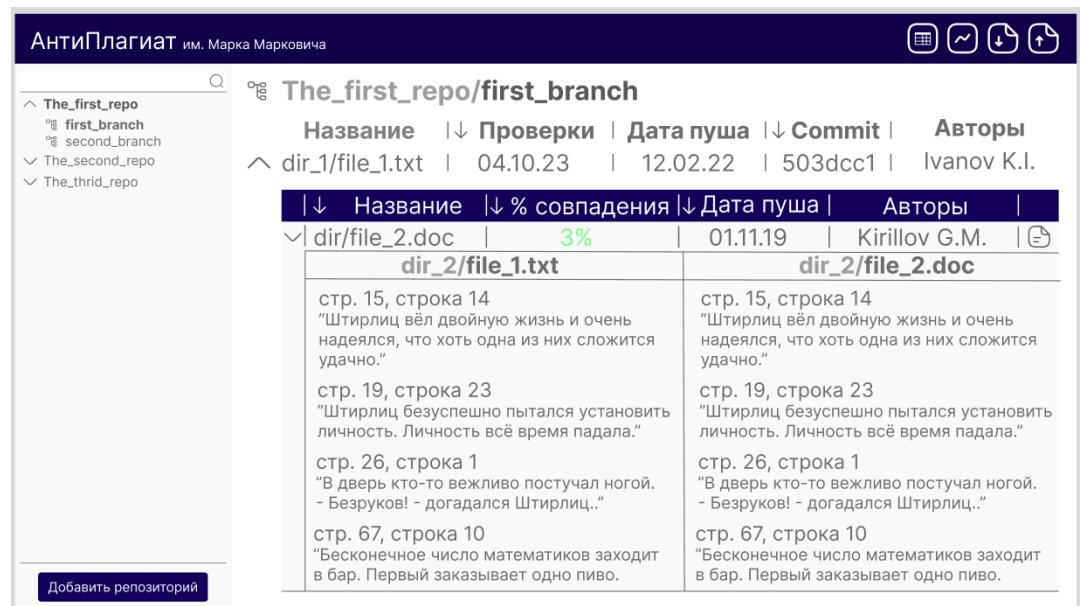 АнтиПлагиат им. Марка Марковича
The_first_repo
first_branch
second_branch
The_second_repo
The_thrid_repo
Добавить репозиторий
The_first_repo/first_branch
Название | ↓ Проверки | Дата пуша | ↓ Commit | Авторы
dir_1/file_1.txt | 04.10.23 | 12.02.22 | 503dcc1 | Ivanov K.I.
| ↓ Название | ↓ % совпадения | ↓ Дата пуша | Авторы |
dir/file_2.doc | 3% | 01.11.19 | Kirillov G.M. |
dir_2/file_1.txt
стр. 15, строка 14
”Штирлиц вёл двойную жизнь и очень
надеялся, что хоть одна из них сложится
удачно.”
стр. 19, строка 23
”Штирлиц безуспешно пытался установить
личность. Личность всё время падала.”
стр. 26, строка 1
”В дверь кто-то вежливо постучал ногой.
- Безруков! - догадался Штирлиц..”
стр. 67, строка 10
”Бесконечное число математиков заходит
в бар. Первый заказывает одно пиво.
dir_2/file_2.doc
стр. 15, строка 14
”Штирлиц вёл двойную жизнь и очень
надеялся, что хоть одна из них сложится
удачно.”
стр. 19, строка 23
”Штирлиц безуспешно пытался установить
личность. Личность всё время падала.”
стр. 26, строка 1
”В дверь кто-то вежливо постучал ногой.
- Безруков! - догадался Штирлиц..”
стр. 67, строка 10
”Бесконечное число математиков заходит
в бар. Первый заказывает одно пиво.